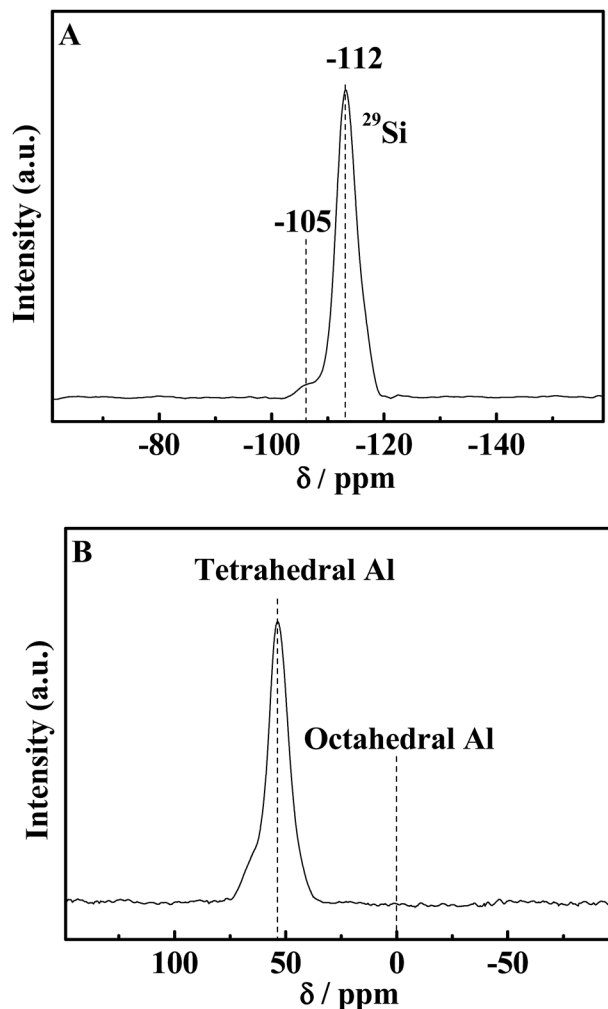 A
-112
²⁹Si
-105
Intensity (a.u.)
-80 -100 -120 -140
δ / ppm
B
Tetrahedral Al
Octahedral Al
Intensity (a.u.)
100 50 0 -50
δ / ppm